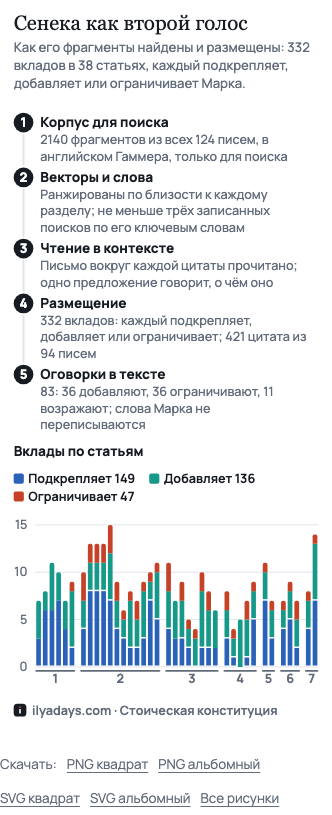 Сенека как второй голос
Как его фрагменты найдены и размещены: 332
вкладов в 38 статьях, каждый подкрепляет,
добавляет или ограничивает Марка.
1 Корпус для поиска
2140 фрагментов из всех 124 писем, в
английском Гаммера, только для поиска
2 Векторы и слова
Ранжированы по близости к каждому
разделу; не меньше трёх записанных
поисков по его ключевым словам
3 Чтение в контексте
Письмо вокруг каждой цитаты прочитано;
одно предложение говорит, о чём оно
4 Размещение
332 вкладов: каждый подкрепляет,
добавляет или ограничивает; 421 цитата из
94 писем
5 Оговорки в тексте
83: 36 добавляют, 36 ограничивают, 11
возражают; слова Марка не
переписываются
Вклады по статьям
Подкрепляет 149 Добавляет 136
Ограничивает 47
15
10
5
0
1 2 3 4 5 6 7
i ilyadays.com · Стоическая конституция
Скачать: PNG квадрат PNG альбомный
SVG квадрат SVG альбомный Все рисунки